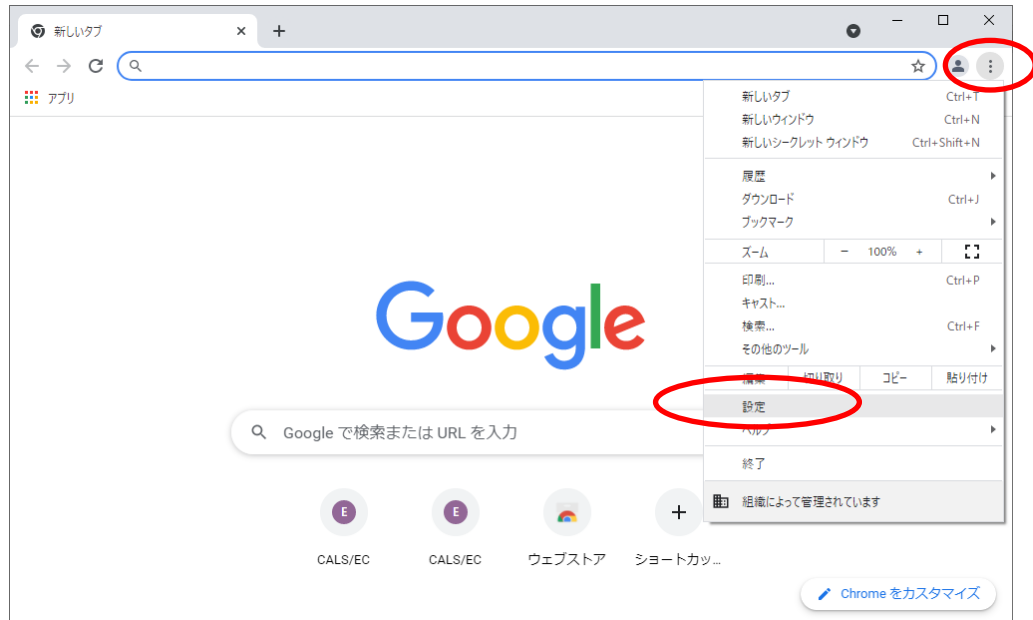 新しいタブ
アプリ
新しいタブ Ctrl+T
新しいウィンドウ Ctrl+N
新しいシークレット ウィンドウ Ctrl+Shift+N
履歴
ダウンロード Ctrl+J
ブックマーク
ズーム − 100% +
印刷... Ctrl+P
キャスト...
検索... Ctrl+F
その他のツール
編集 切り取り コピー 貼り付け
設定
ヘルプ
終了
組織によって管理されています
Google
Google で検索または URL を入力
E E
CALS/EC CALS/EC ウェブストア ショートカッ...
Chrome をカスタマイズ